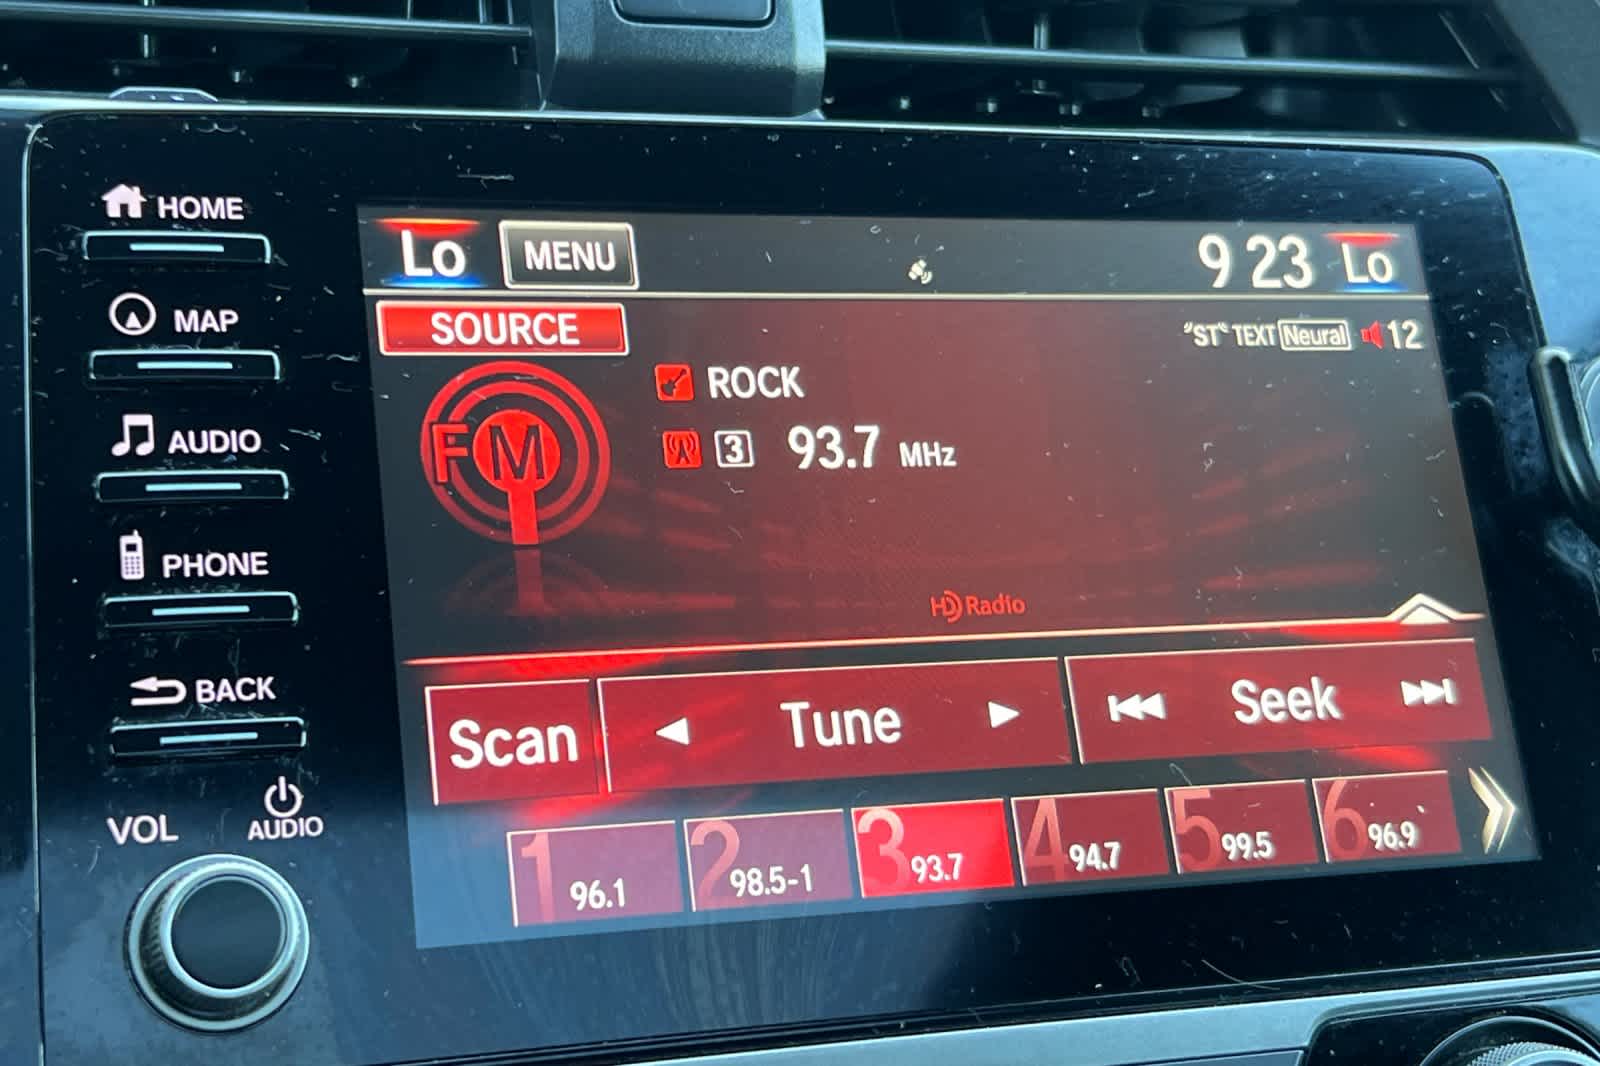 HOME
MAP
AUDIO
PHONE
BACK
VOL
AUDIO
Lo MENU 9 23 Lo
SOURCE
"ST" TEXT Neural 12
FM
ROCK
3 93.7 MHz
HD Radio
Scan Tune Seek
1 96.1 2 98.5-1 3 93.7 4 94.7 5 99.5 6 96.9